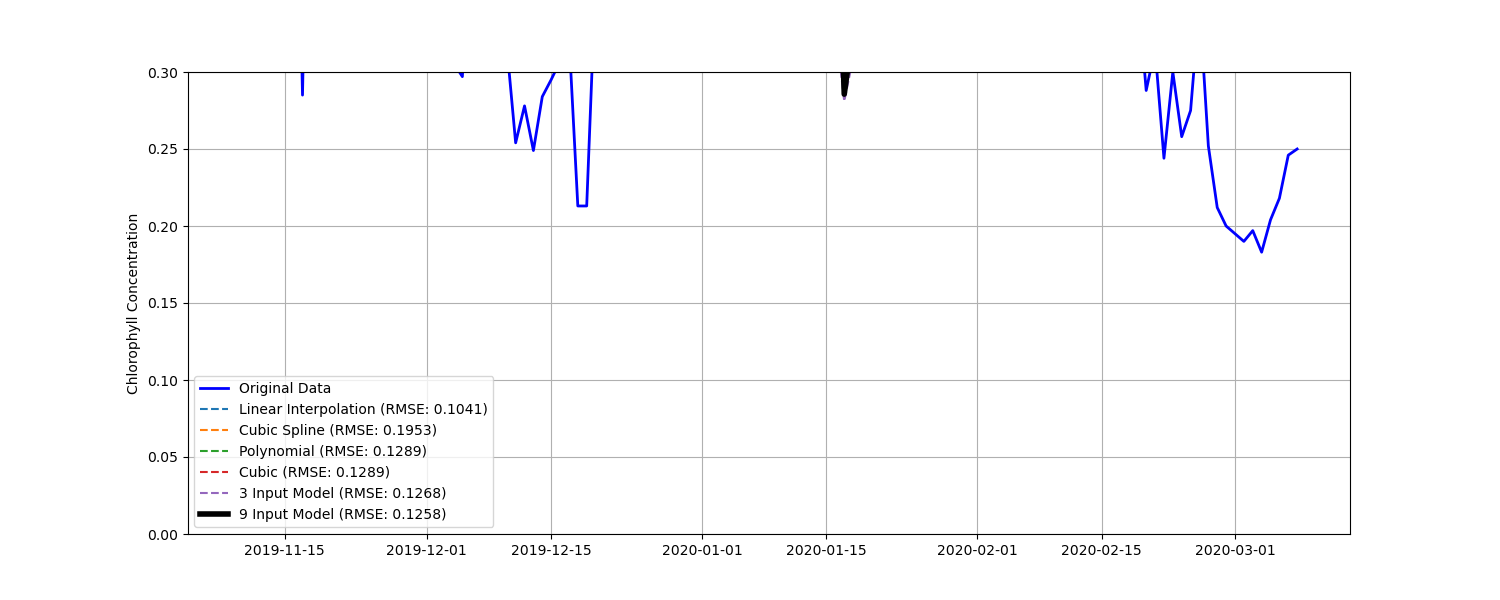 0.30
0.25
0.20
0.15
0.10
0.05
0.00
Chlorophyll Concentration
Original Data
Linear Interpolation (RMSE: 0.1041)
Cubic Spline (RMSE: 0.1953)
Polynomial (RMSE: 0.1289)
Cubic (RMSE: 0.1289)
3 Input Model (RMSE: 0.1268)
9 Input Model (RMSE: 0.1258)
2019-11-15 2019-12-01 2019-12-15 2020-01-01 2020-01-15 2020-02-01 2020-02-15 2020-03-01